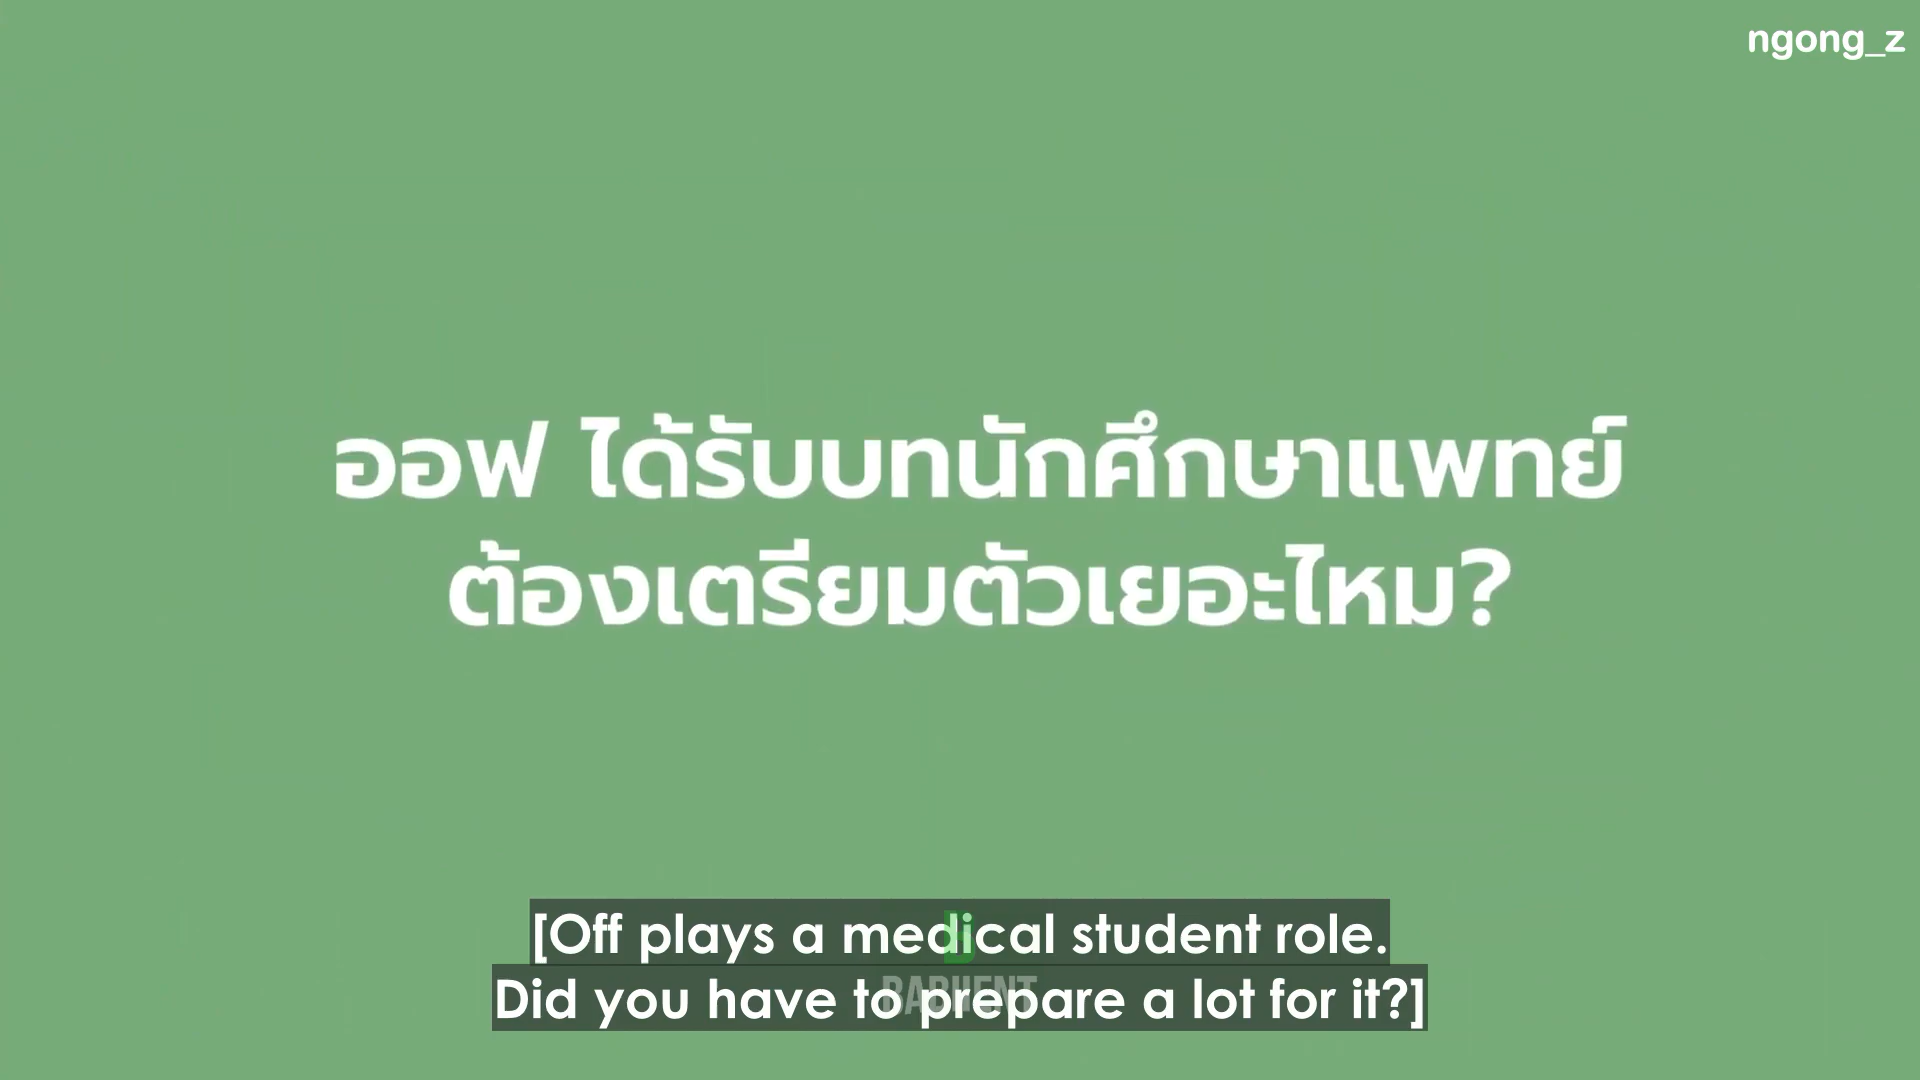 ngong_z
ออฟ ได้รับบทนักศึกษาแพทย์
ต้องเตรียมตัวเยอะไหม?
[Off plays a medical student role.
Did you have to prepare a lot for it?]